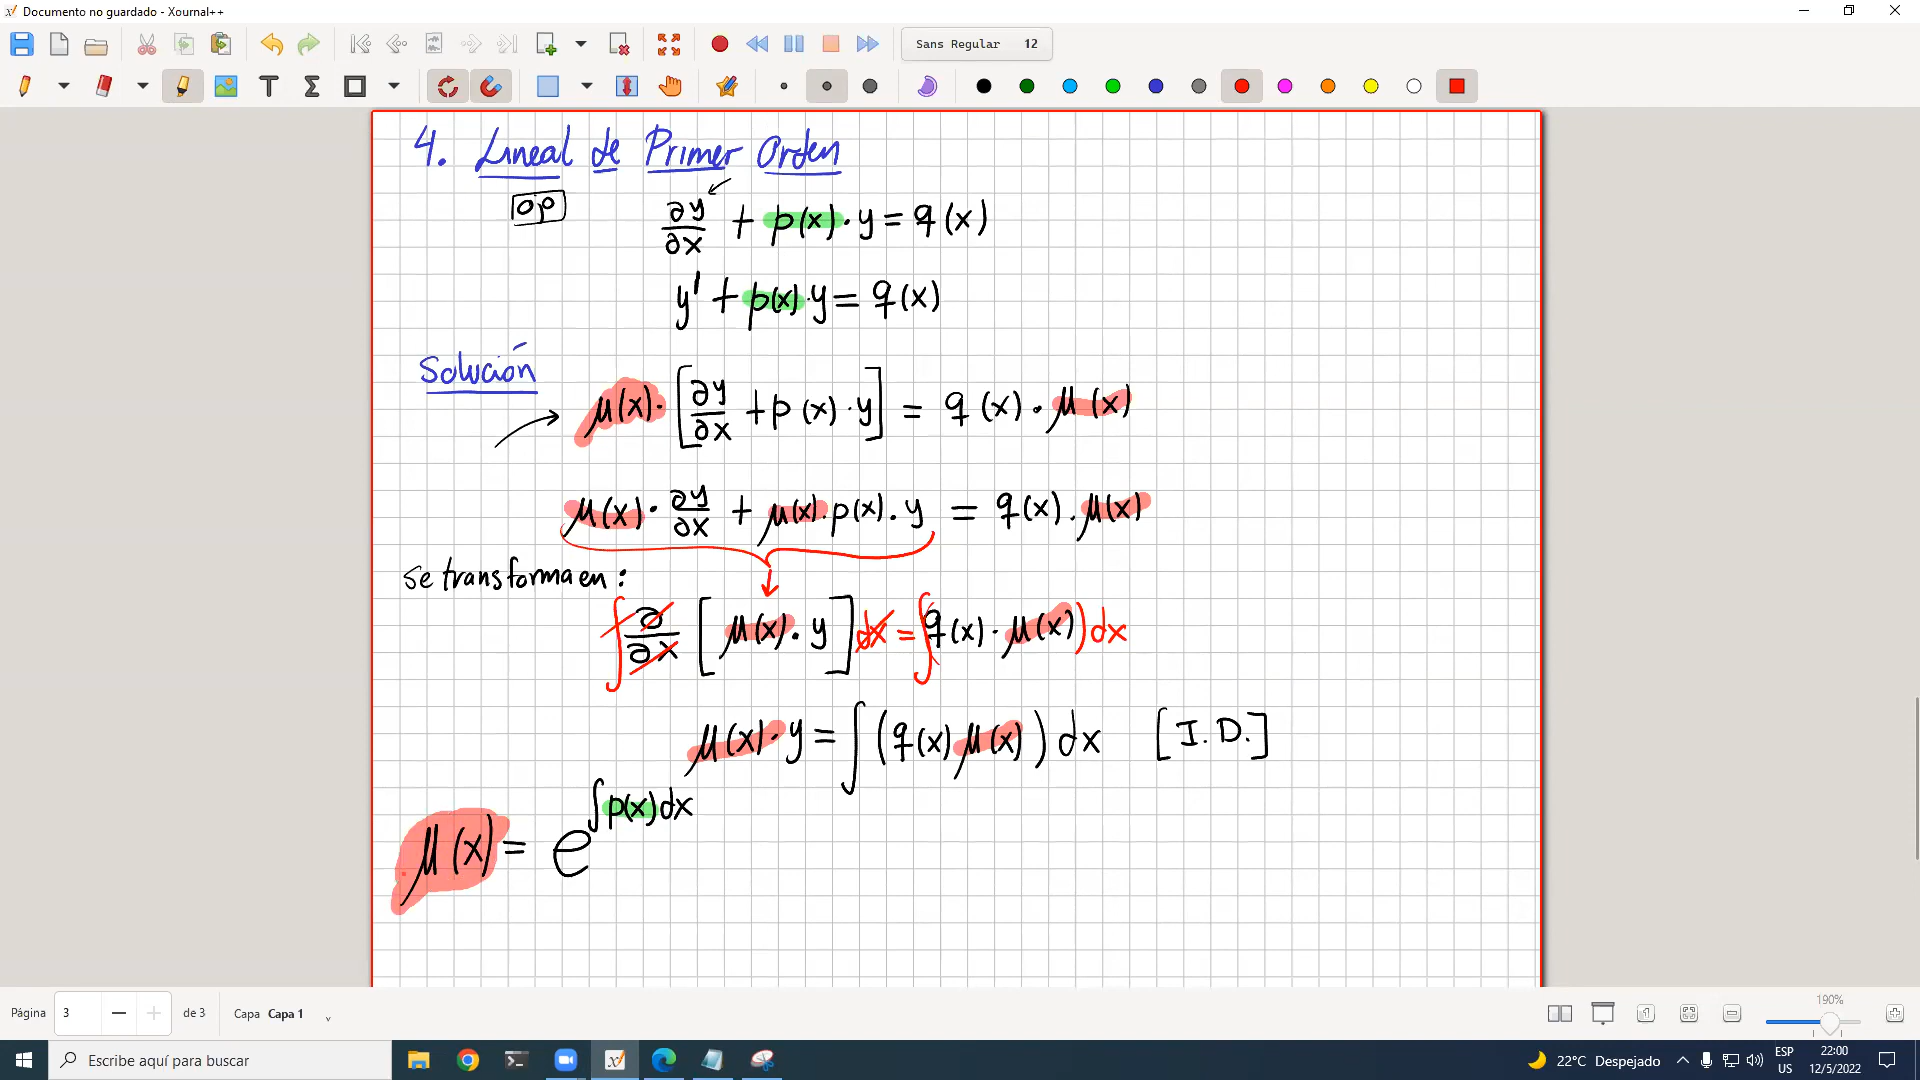 Documento no guardado - Xournal++
Sans Regular 12
4. Lineal de Primer Orden
OP
∂y/∂x + p(x)·y = q(x)
y' + p(x)·y = q(x)
Solución
μ(x)·[∂y/∂x + p(x)·y] = q(x)·μ(x)
μ(x)·∂y/∂x + μ(x)·p(x)·y = q(x)·μ(x)
se transforma en:
∫ ∂/∂x [μ(x)·y] dx = ∫(q(x)·μ(x)) dx
μ(x)·y = ∫(q(x)μ(x)) dx [I.D.]
μ(x) = e^∫p(x)dx
Página 3 de 3 Capa Capa 1 190%
Escribe aquí para buscar 22°C Despejado ESP 22:00
US 12/5/2022